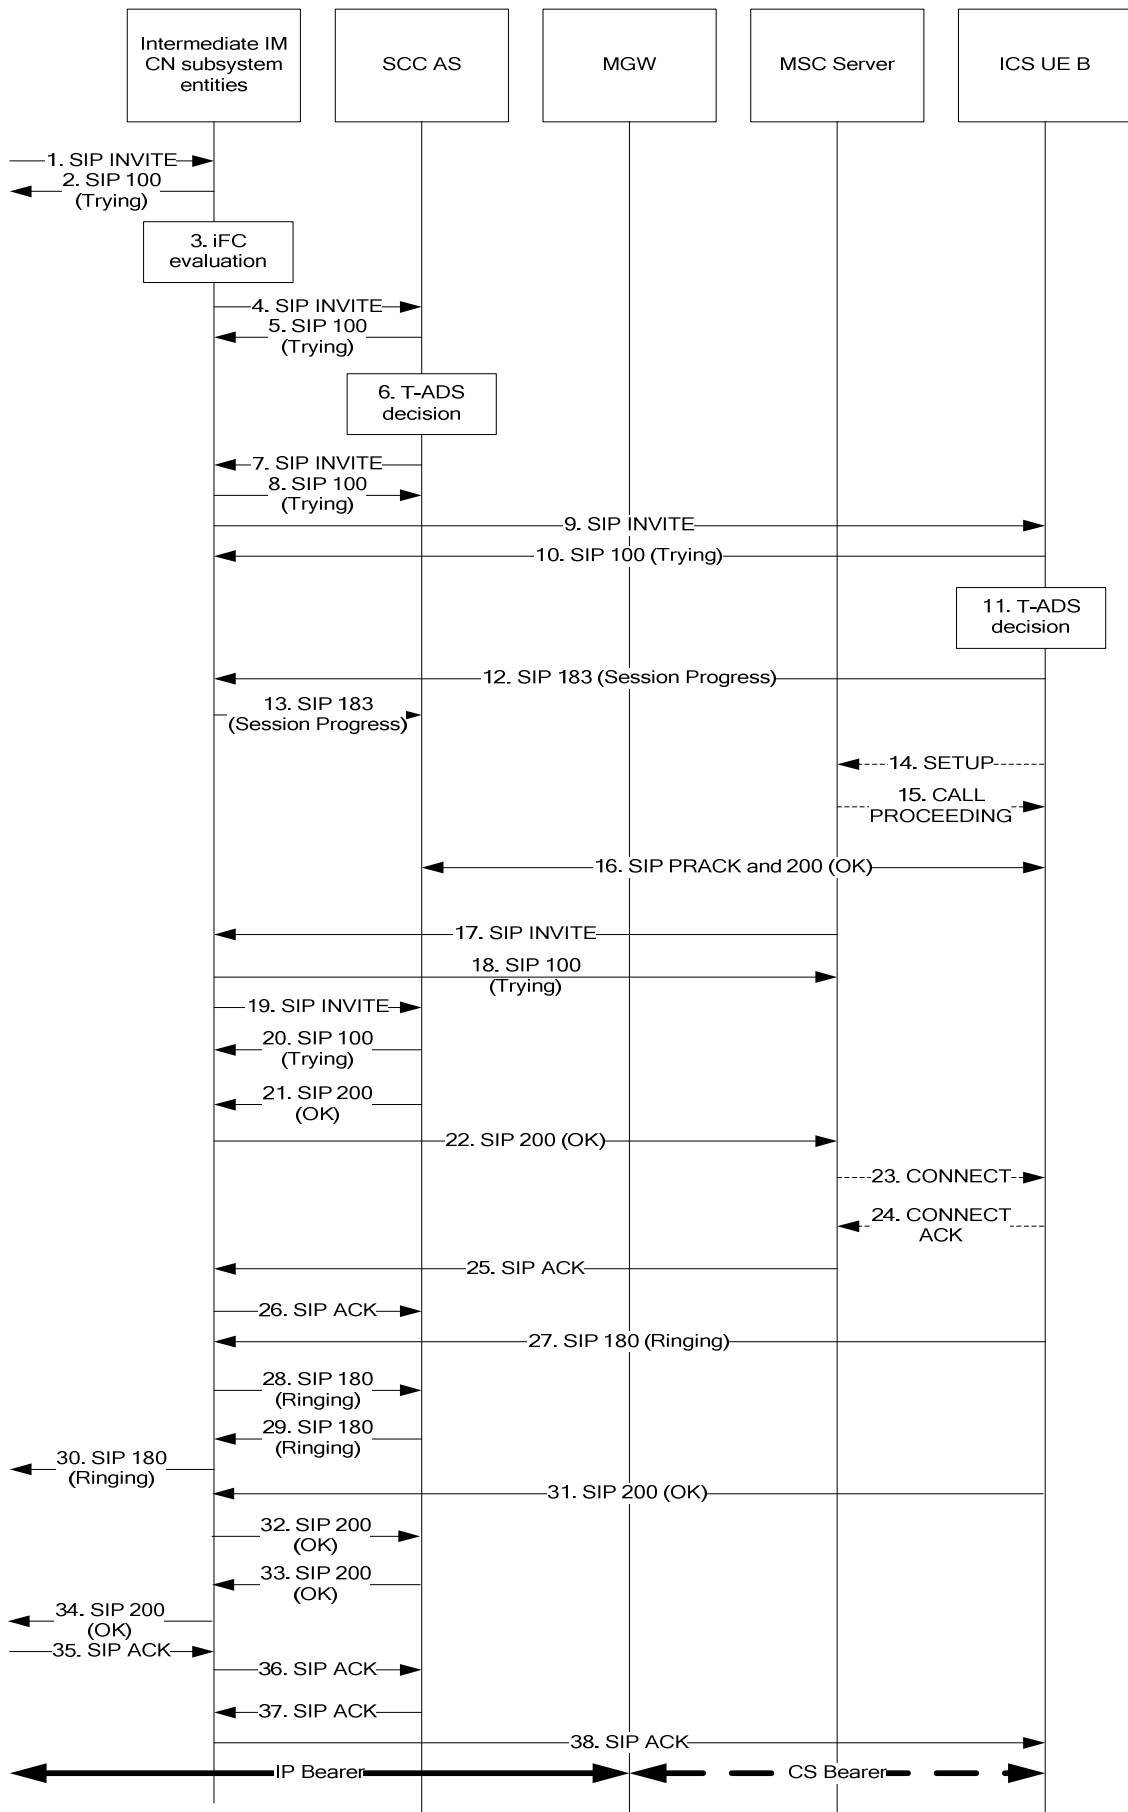 Intermediate IM
CN subsystem
entities
SCC AS
MGW
MSC Server
ICS UE B
1. SIP INVITE
2. SIP 100
(Trying)
3. iFC
evaluation
4. SIP INVITE
5. SIP 100
(Trying)
6. T-ADS
decision
7. SIP INVITE
8. SIP 100
(Trying)
9. SIP INVITE
10. SIP 100 (Trying)
11. T-ADS
decision
12. SIP 183 (Session Progress)
13. SIP 183
(Session Progress)
14. SETUP
15. CALL
PROCEEDING
16. SIP PRACK and 200 (OK)
17. SIP INVITE
18. SIP 100
(Trying)
19. SIP INVITE
20. SIP 100
(Trying)
21. SIP 200
(OK)
22. SIP 200 (OK)
23. CONNECT
24. CONNECT
ACK
25. SIP ACK
26. SIP ACK
27. SIP 180 (Ringing)
28. SIP 180
(Ringing)
29. SIP 180
(Ringing)
30. SIP 180
(Ringing)
31. SIP 200 (OK)
32. SIP 200
(OK)
33. SIP 200
(OK)
34. SIP 200
(OK)
35. SIP ACK
36. SIP ACK
37. SIP ACK
38. SIP ACK
IP Bearer
CS Bearer